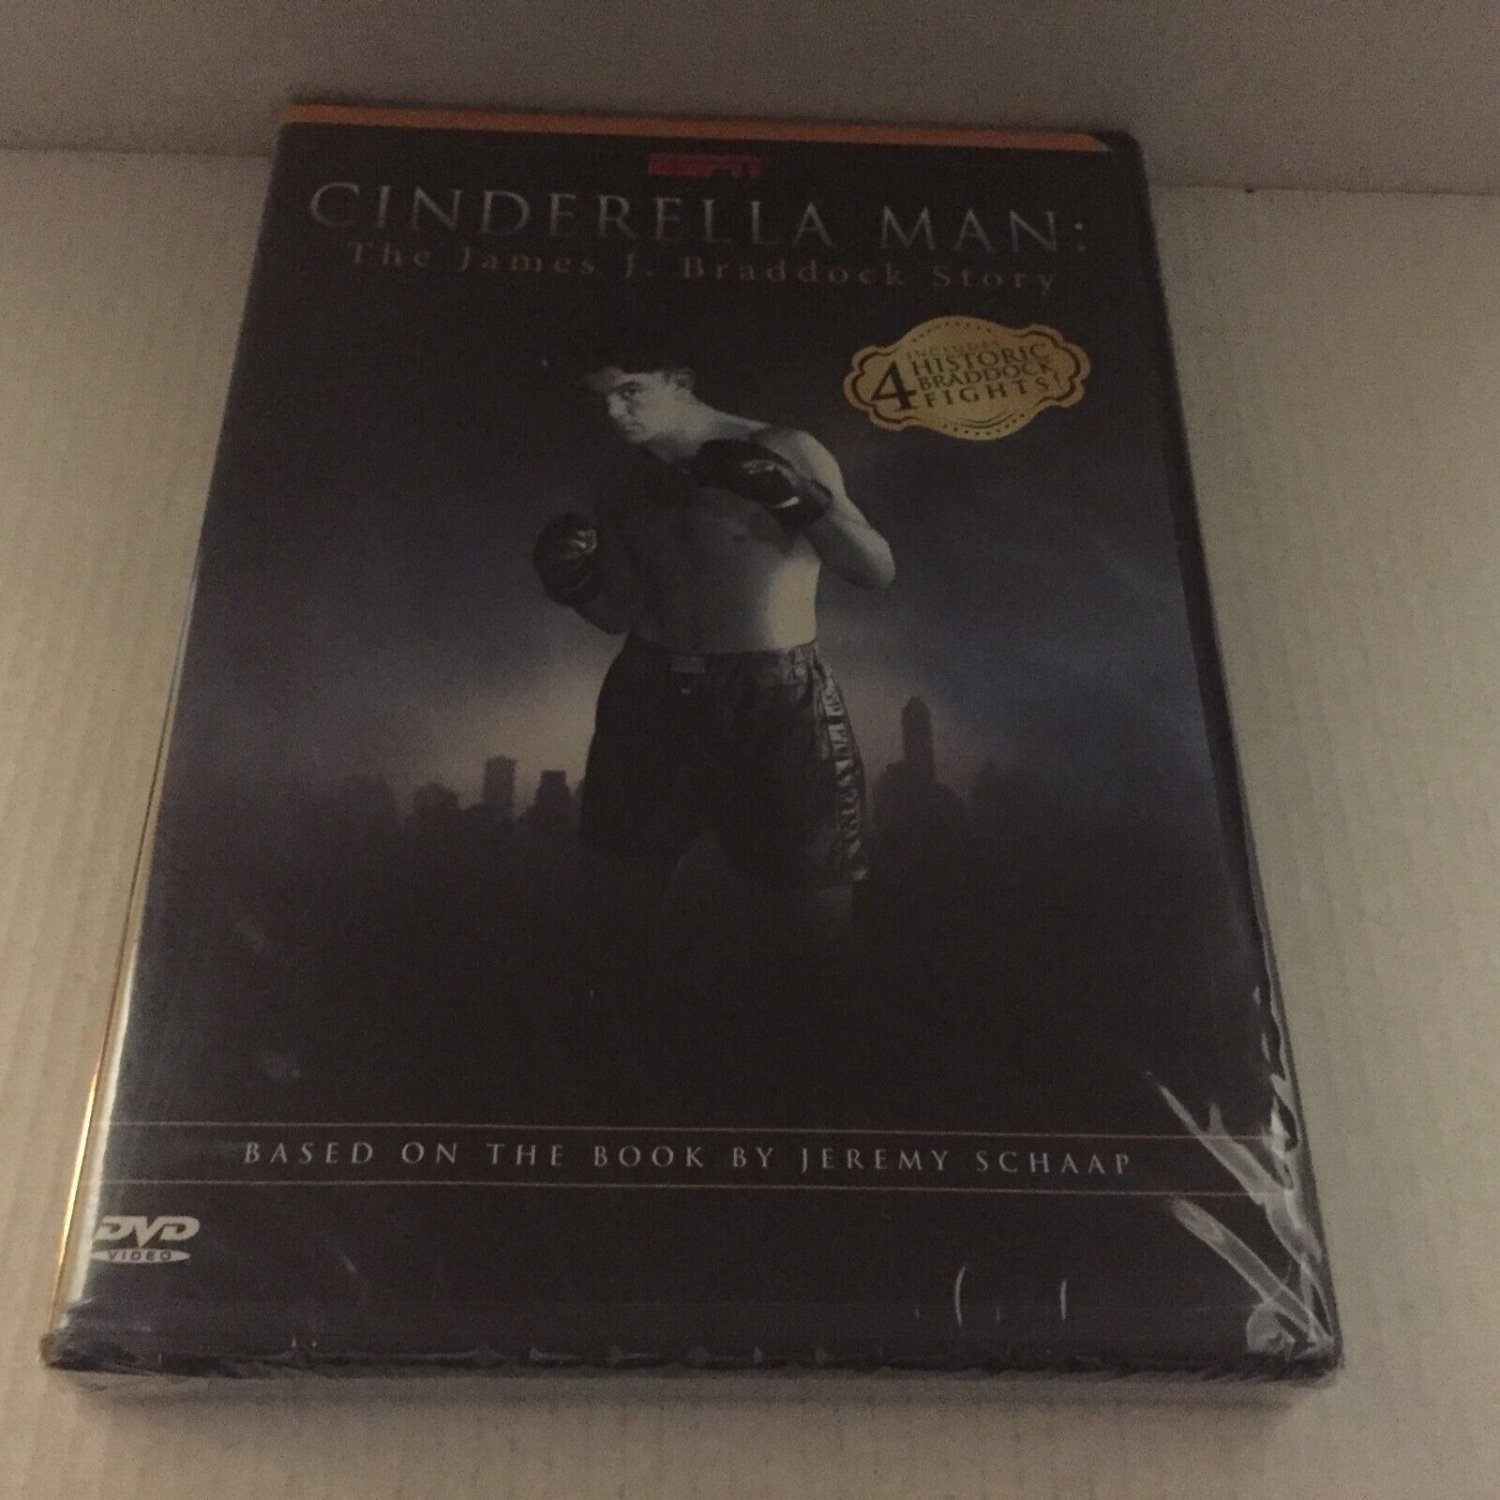 ESPN
CINDERELLA MAN:
The James J. Braddock Story
INCLUDES
4 HISTORIC
BRADDOCK
FIGHTS!
BASED ON THE BOOK BY JEREMY SCHAAP
DVD
VIDEO